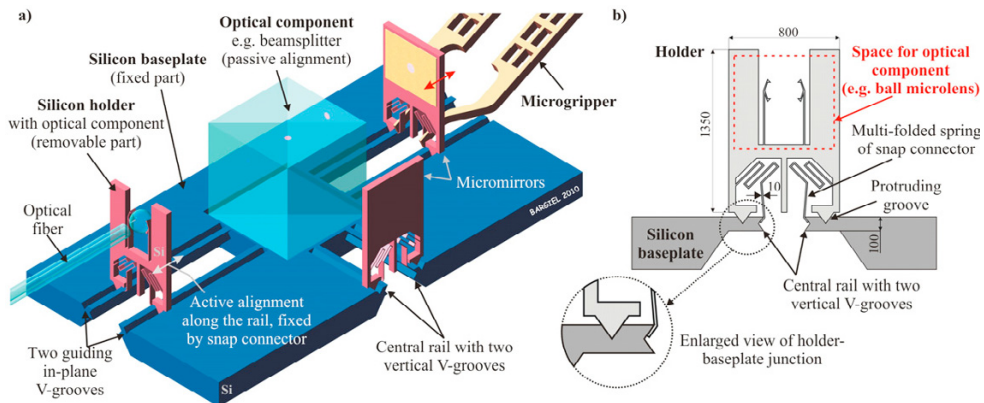 a)
Optical component
e.g. beamsplitter
(passive alignment)
Silicon baseplate
(fixed part)
Silicon holder
with optical component
(removable part)
Microgripper
Optical
fiber
Micromirrors
BARGIEL 2010
Si
Active alignment
along the rail, fixed
by snap connector
Two guiding
in-plane
V-grooves
Si
Central rail with two
vertical V-grooves
b)
800
Holder
Space for optical
component
(e.g. ball microlens)
1350
Multi-folded spring
of snap connector
10
Protruding
groove
Silicon
baseplate
100
Central rail with two
vertical V-grooves
Enlarged view of holder-
baseplate junction